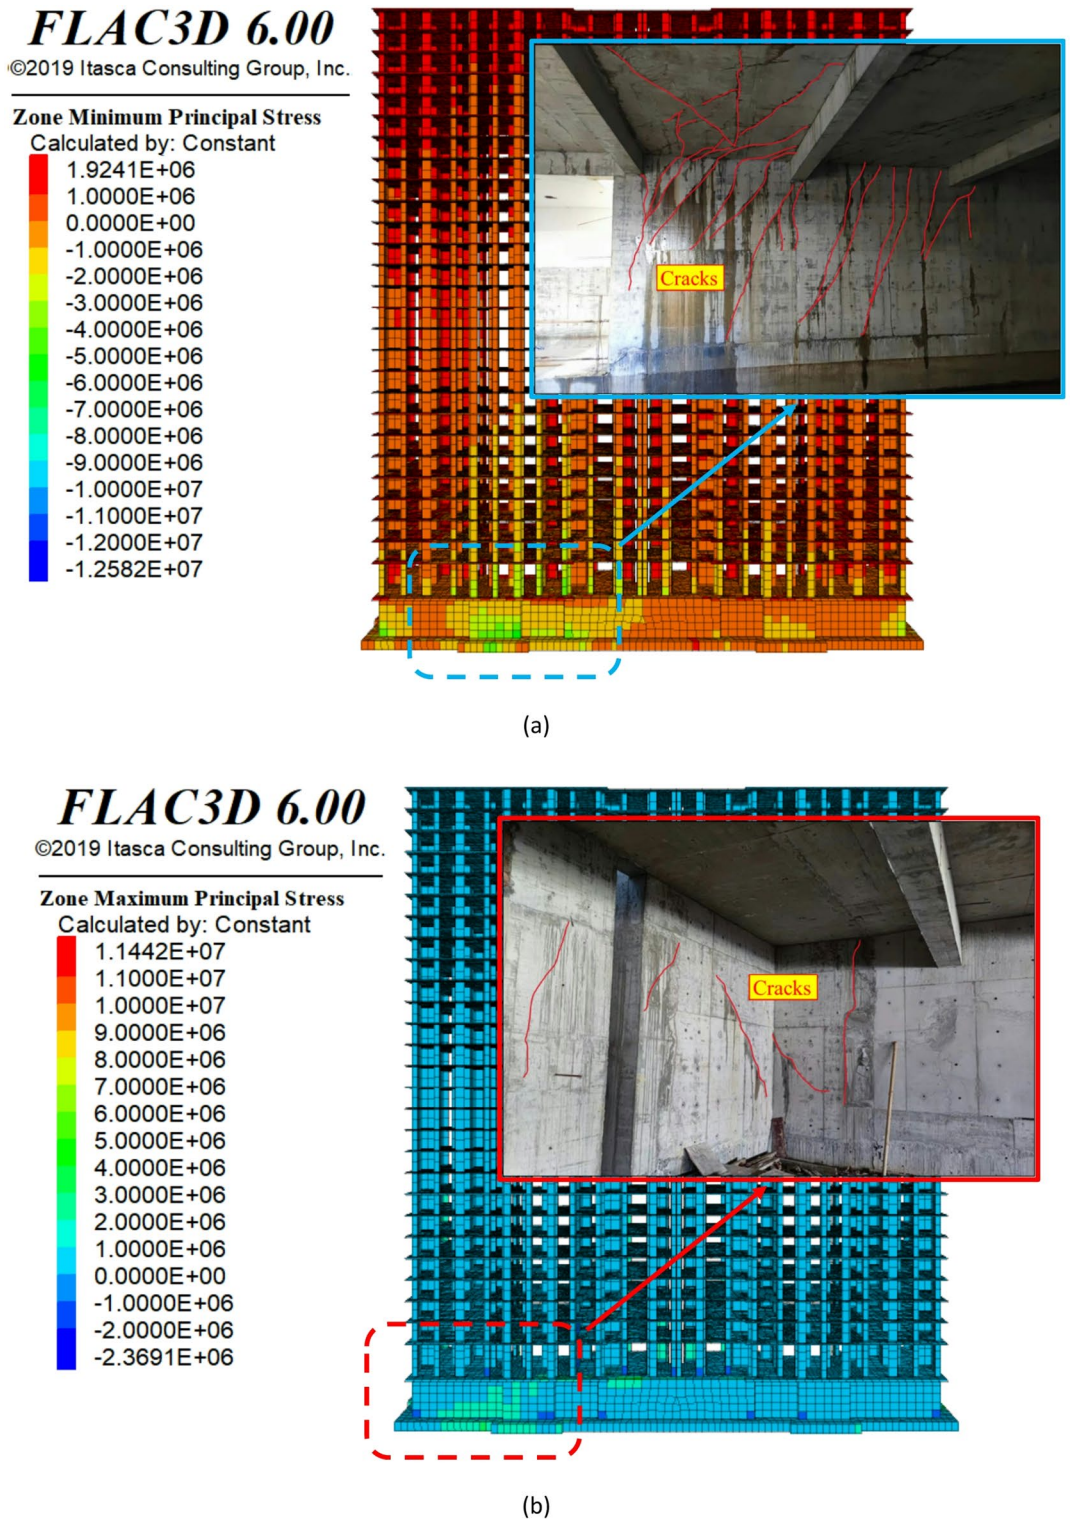 FLAC3D 6.00
©2019 Itasca Consulting Group, Inc.
Zone Minimum Principal Stress
Calculated by: Constant
1.9241E+06
1.0000E+06
0.0000E+00
-1.0000E+06
-2.0000E+06
-3.0000E+06
-4.0000E+06
-5.0000E+06
-6.0000E+06
-7.0000E+06
-8.0000E+06
-9.0000E+06
-1.0000E+07
-1.1000E+07
-1.2000E+07
-1.2582E+07
Cracks
(a)
FLAC3D 6.00
©2019 Itasca Consulting Group, Inc.
Zone Maximum Principal Stress
Calculated by: Constant
1.1442E+07
1.1000E+07
1.0000E+07
9.0000E+06
8.0000E+06
7.0000E+06
6.0000E+06
5.0000E+06
4.0000E+06
3.0000E+06
2.0000E+06
1.0000E+06
0.0000E+00
-1.0000E+06
-2.0000E+06
-2.3691E+06
Cracks
(b)